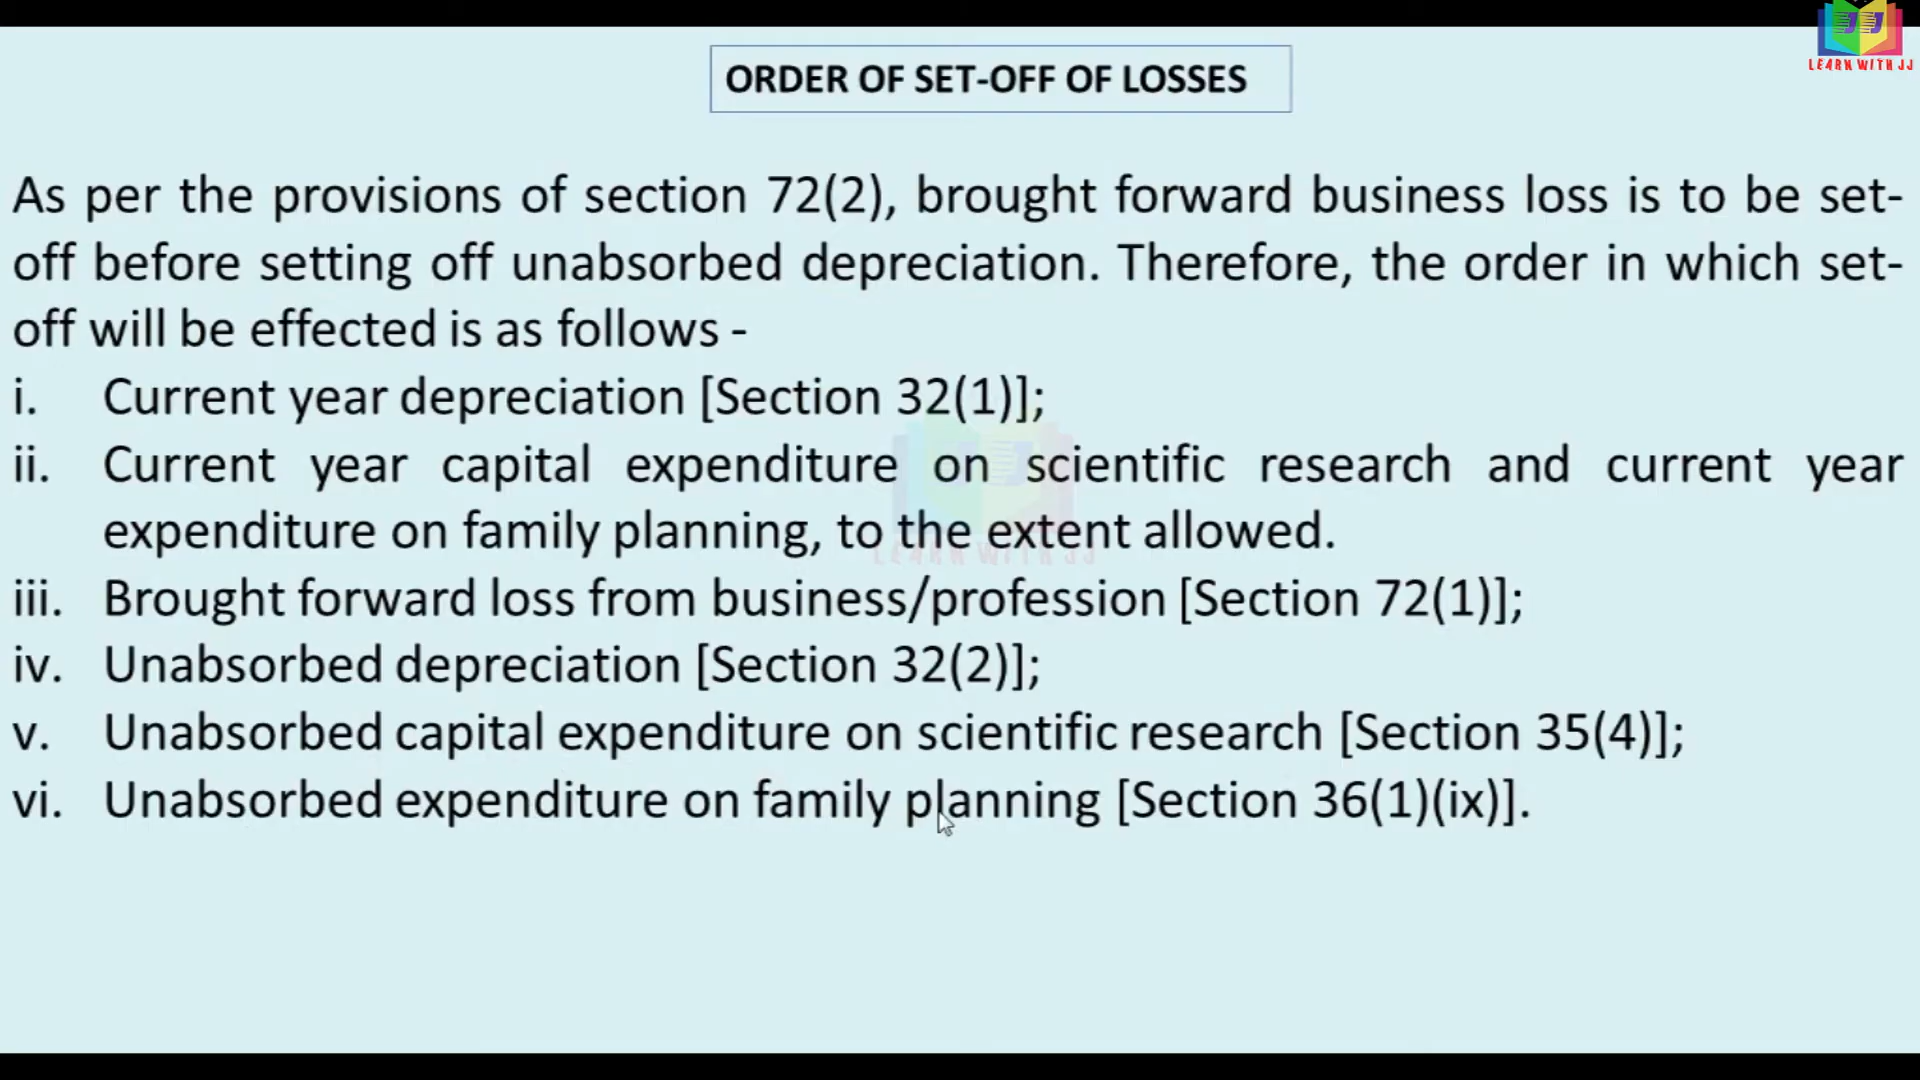 JJ
LEARN WITH JJ
ORDER OF SET-OFF OF LOSSES
As per the provisions of section 72(2), brought forward business loss is to be set-
off before setting off unabsorbed depreciation. Therefore, the order in which set-
off will be effected is as follows -
i. Current year depreciation [Section 32(1)];
ii. Current year capital expenditure on scientific research and current year
expenditure on family planning, to the extent allowed.
iii. Brought forward loss from business/profession [Section 72(1)];
iv. Unabsorbed depreciation [Section 32(2)];
v. Unabsorbed capital expenditure on scientific research [Section 35(4)];
vi. Unabsorbed expenditure on family planning [Section 36(1)(ix)].
JJ
LEARN WITH JJ